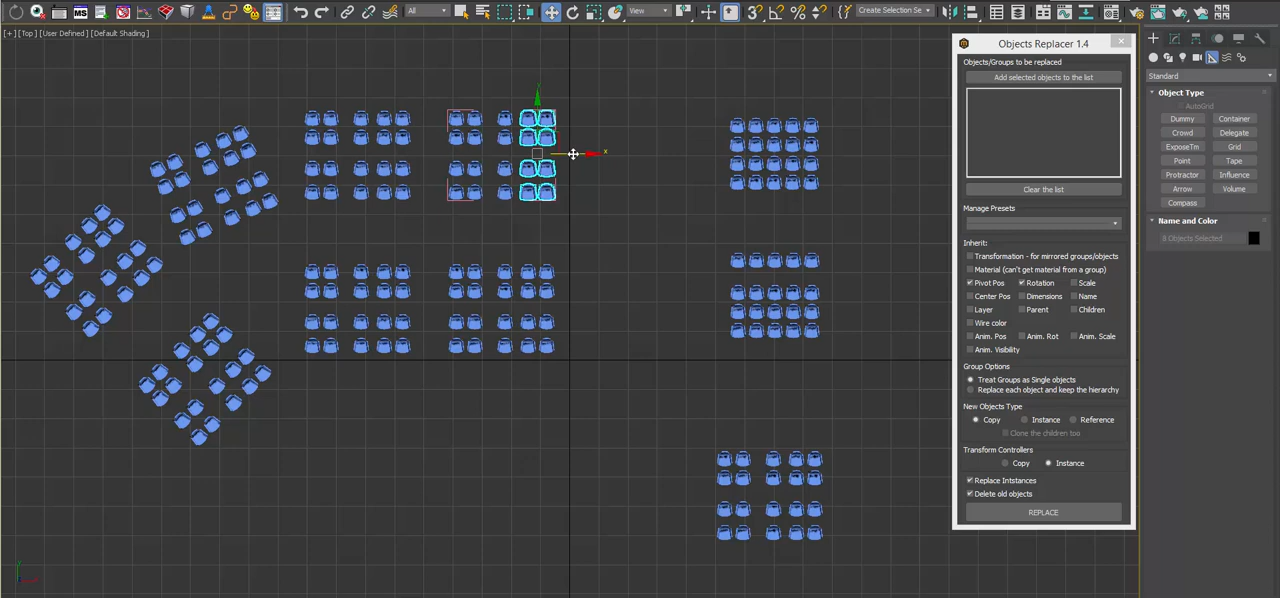 All
View
Create Selection Se
[+] [Top] [User Defined] [Default Shading]
x
Objects Replacer 1.4
Objects/Groups to be replaced
Add selected objects to the list
Clear the list
Manage Presets
Inherit:
Transformation - for mirrored groups/objects
Material (can't get material from a group)
Pivot Pos Rotation Scale
Center Pos Dimensions Name
Layer Parent Children
Wire color
Anim. Pos Anim. Rot Anim. Scale
Anim. Visibility
Group Options
Treat Groups as Single objects
Replace each object and keep the hierarchy
New Objects Type
Copy Instance Reference
Clone the children too
Transform Controllers
Copy Instance
Replace Intstances
Delete old objects
REPLACE
Standard
Object Type
AutoGrid
Dummy Container
Crowd Delegate
ExposeTm Grid
Point Tape
Protractor Influence
Arrow Volume
Compass
Name and Color
8 Objects Selected